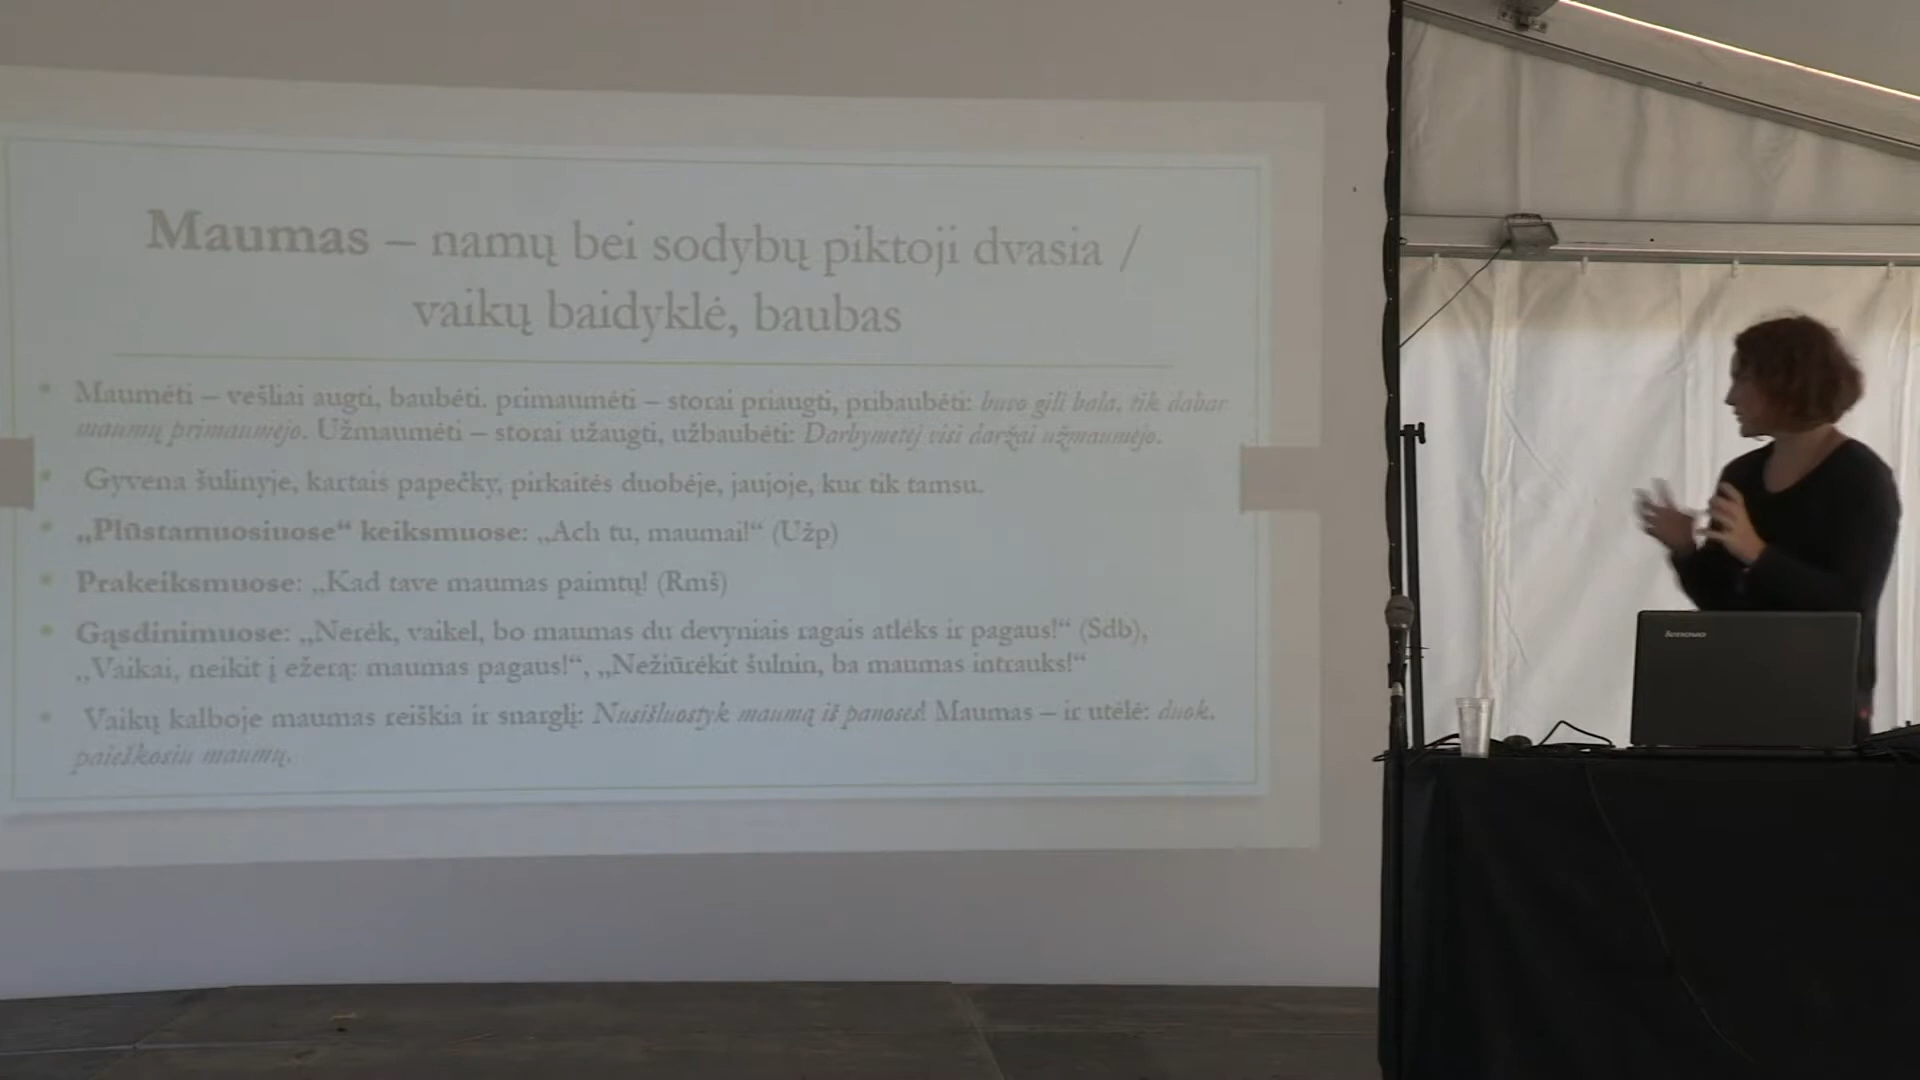 Maumas – namų bei sodybų piktoji dvasia /
vaikų baidyklė, baubas
Maumėti – vešliai augti, baubėti. primaumėti – storai priaugti, pribaubėti: buvo gili bala, tik dabar
maumų primaumėjo. Užmaumėti – storai užaugti, užbaubėti: Darbymetėj visi daržai užmaumėjo.
Gyvena šulinyje, kartais papečky, pirkaitės duobėje, jaujoje, kur tik tamsu.
„Plūstamuosiuose“ keiksmuose: „Ach tu, maumai!“ (Užp)
Prakeiksmuose: „Kad tave maumas paimtų! (Rmš)
Gąsdinimuose: „Nerėk, vaikel, bo maumas du devyniais ragais atlėks ir pagaus!“ (Sdb),
„Vaikai, neikit į ežerą: maumas pagaus!“, „Nežiūrėkit šulnin, ba maumas intrauks!“
Vaikų kalboje maumas reiškia ir snarglį: Nusišluostyk maumą iš panosės! Maumas – ir utėlė: duok,
paieškosiu maumų.
lenovo